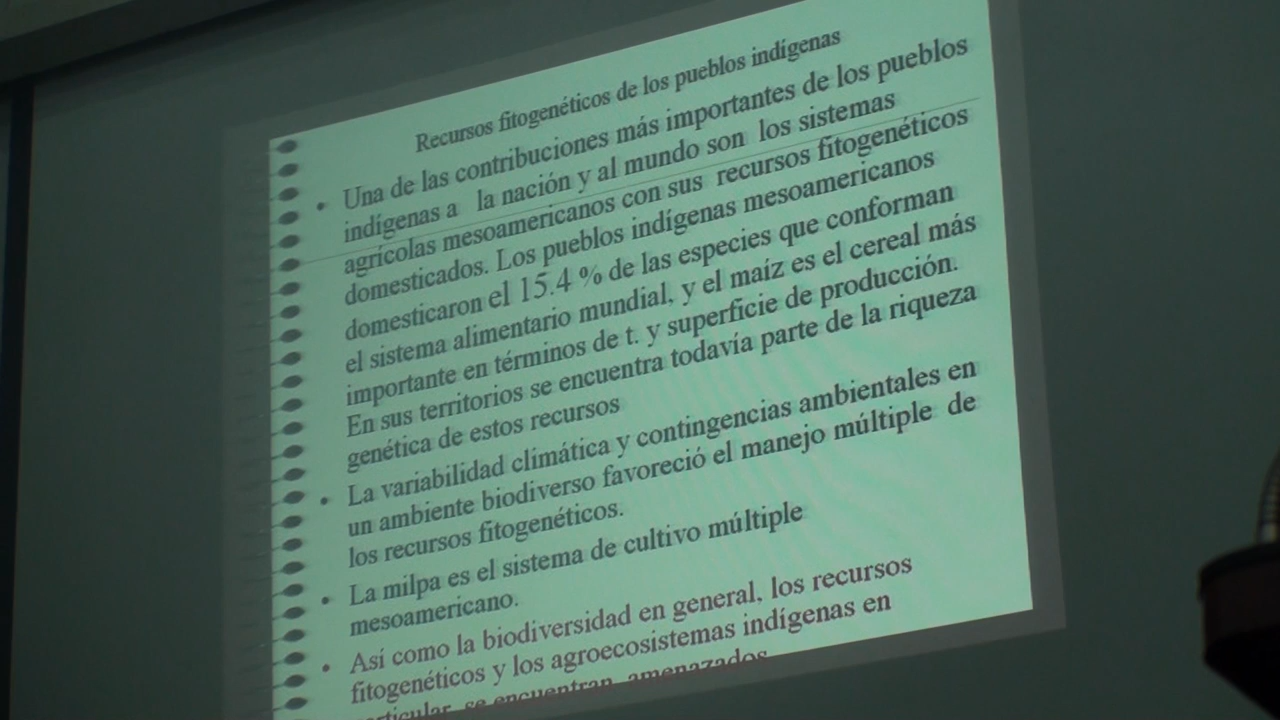 Recursos fitogenéticos de los pueblos indígenas
• Una de las contribuciones más importantes de los pueblos
indígenas a la nación y al mundo son los sistemas
agrícolas mesoamericanos con sus recursos fitogenéticos
domesticados. Los pueblos indígenas mesoamericanos
domesticaron el 15.4 % de las especies que conforman
el sistema alimentario mundial, y el maíz es el cereal más
importante en términos de t. y superficie de producción.
En sus territorios se encuentra todavía parte de la riqueza
genética de estos recursos
• La variabilidad climática y contingencias ambientales en
un ambiente biodiverso favoreció el manejo múltiple de
los recursos fitogenéticos.
• La milpa es el sistema de cultivo múltiple
mesoamericano.
• Así como la biodiversidad en general, los recursos
fitogenéticos y los agroecosistemas indígenas en
particular se encuentran amenazados